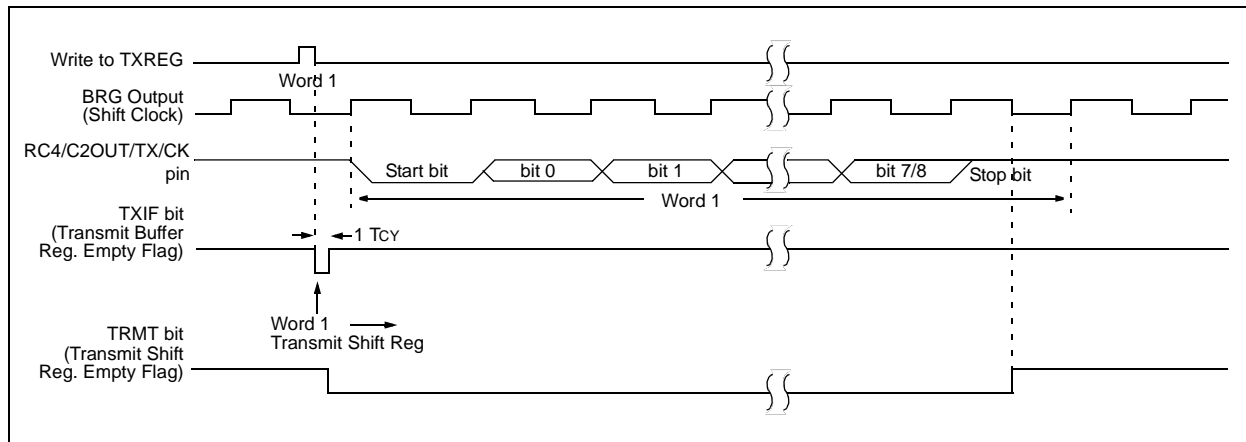 Write to TXREG
Word 1
BRG Output
(Shift Clock)
RC4/C2OUT/TX/CK
pin
Start bit
bit 0
bit 1
bit 7/8
Stop bit
Word 1
TXIF bit
(Transmit Buffer
Reg. Empty Flag)
1 TCY
Word 1
Transmit Shift Reg
TRMT bit
(Transmit Shift
Reg. Empty Flag)